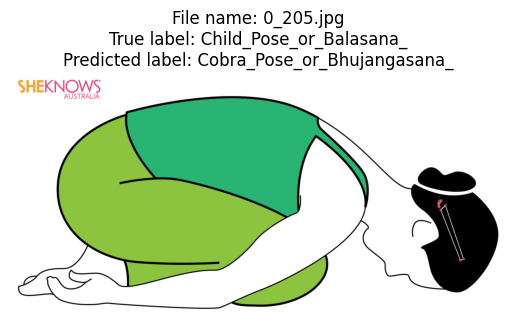 File name: 0_205.jpg
True label: Child_Pose_or_Balasana_
Predicted label: Cobra_Pose_or_Bhujangasana_
SHEKNOWS
AUSTRALIA